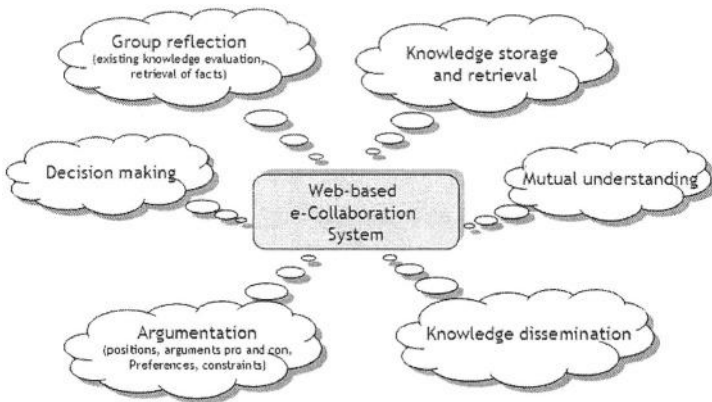 Group reflection
(existing knowledge evaluation,
retrieval of facts)
Knowledge storage
and retrieval
Decision making
Web-based
e-Collaboration
System
Mutual understanding
Argumentation
(positions, arguments pro and con,
Preferences, constraints)
Knowledge dissemination